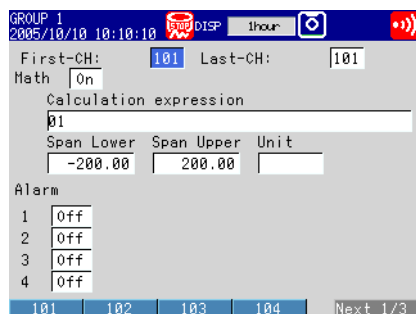 GROUP 1
2005/10/10 10:10:10 STOP DISP 1hour
First-CH: 101 Last-CH: 101
Math On
Calculation expression
01
Span Lower Span Upper Unit
-200.00 200.00
Alarm
1 Off
2 Off
3 Off
4 Off
101 102 103 104 Next 1/3